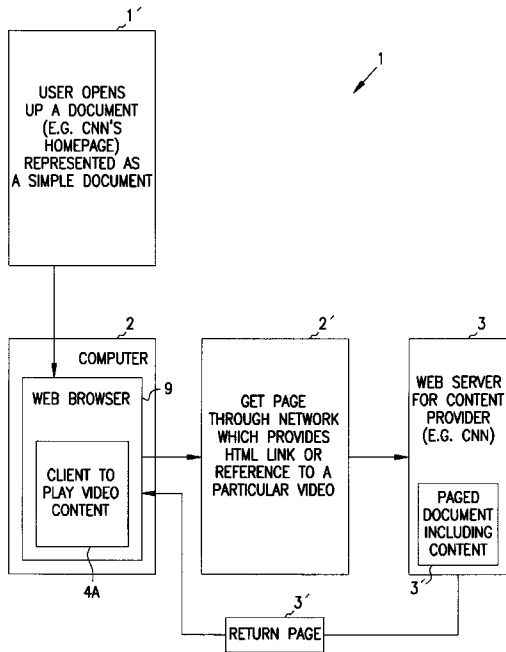 1'
USER OPENS
UP A DOCUMENT
(E.G. CNN'S
HOMEPAGE)
REPRESENTED AS
A SIMPLE DOCUMENT
1
2
COMPUTER
WEB BROWSER
9
CLIENT TO
PLAY VIDEO
CONTENT
4A
2'
GET PAGE
THROUGH NETWORK
WHICH PROVIDES
HTML LINK OR
REFERENCE TO A
PARTICULAR VIDEO
3
WEB SERVER
FOR CONTENT
PROVIDER
(E.G. CNN)
PAGED
DOCUMENT
INCLUDING
CONTENT
3'
3'
RETURN PAGE